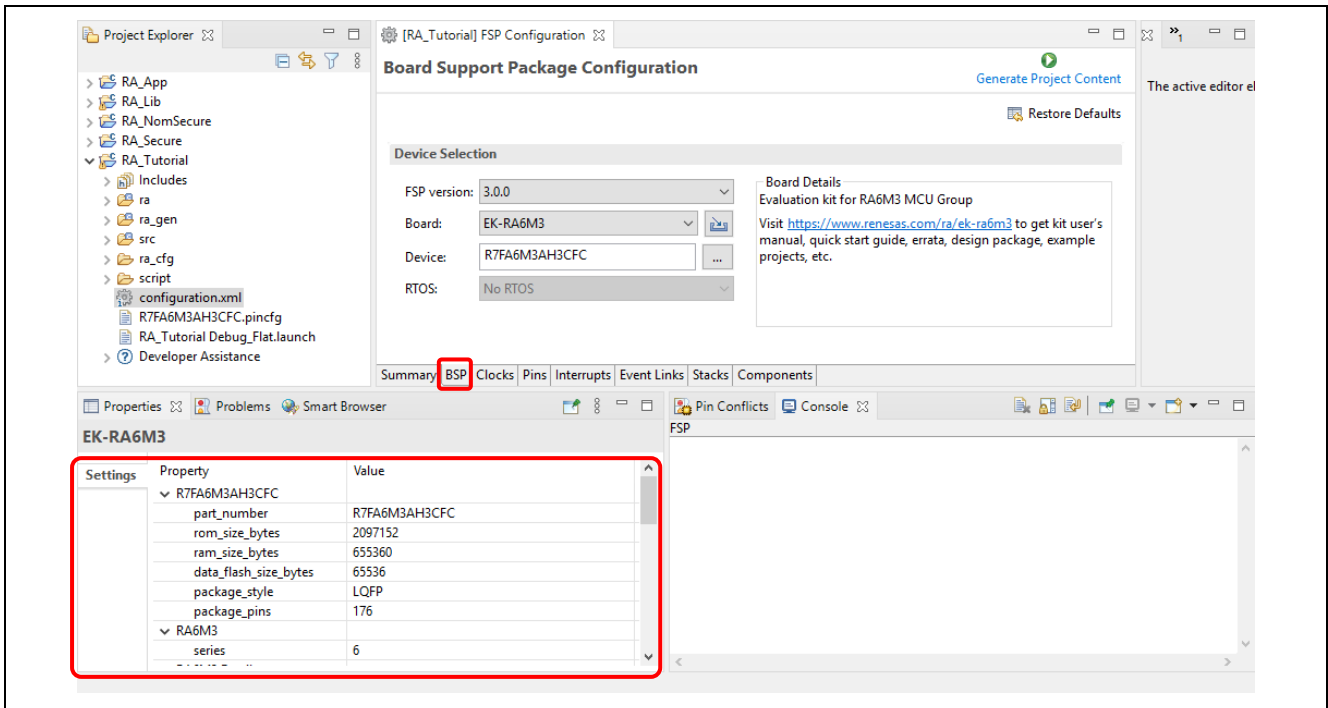 Project Explorer
RA_App
RA_Lib
RA_NomSecure
RA_Secure
RA_Tutorial
Includes
ra
ra_gen
src
ra_cfg
script
configuration.xml
R7FA6M3AH3CFC.pincfg
RA_Tutorial Debug_Flat.launch
Developer Assistance
[RA_Tutorial] FSP Configuration
Board Support Package Configuration
Generate Project Content
Restore Defaults
Device Selection
FSP version: 3.0.0
Board: EK-RA6M3
Device: R7FA6M3AH3CFC ...
RTOS: No RTOS
Board Details
Evaluation kit for RA6M3 MCU Group
Visit https://www.renesas.com/ra/ek-ra6m3 to get kit user's
manual, quick start guide, errata, design package, example
projects, etc.
Summary BSP Clocks Pins Interrupts Event Links Stacks Components
»1
The active editor el
Properties Problems Smart Browser
EK-RA6M3
Settings
Property Value
R7FA6M3AH3CFC
part_number R7FA6M3AH3CFC
rom_size_bytes 2097152
ram_size_bytes 655360
data_flash_size_bytes 65536
package_style LQFP
package_pins 176
RA6M3
series 6
Pin Conflicts Console
FSP